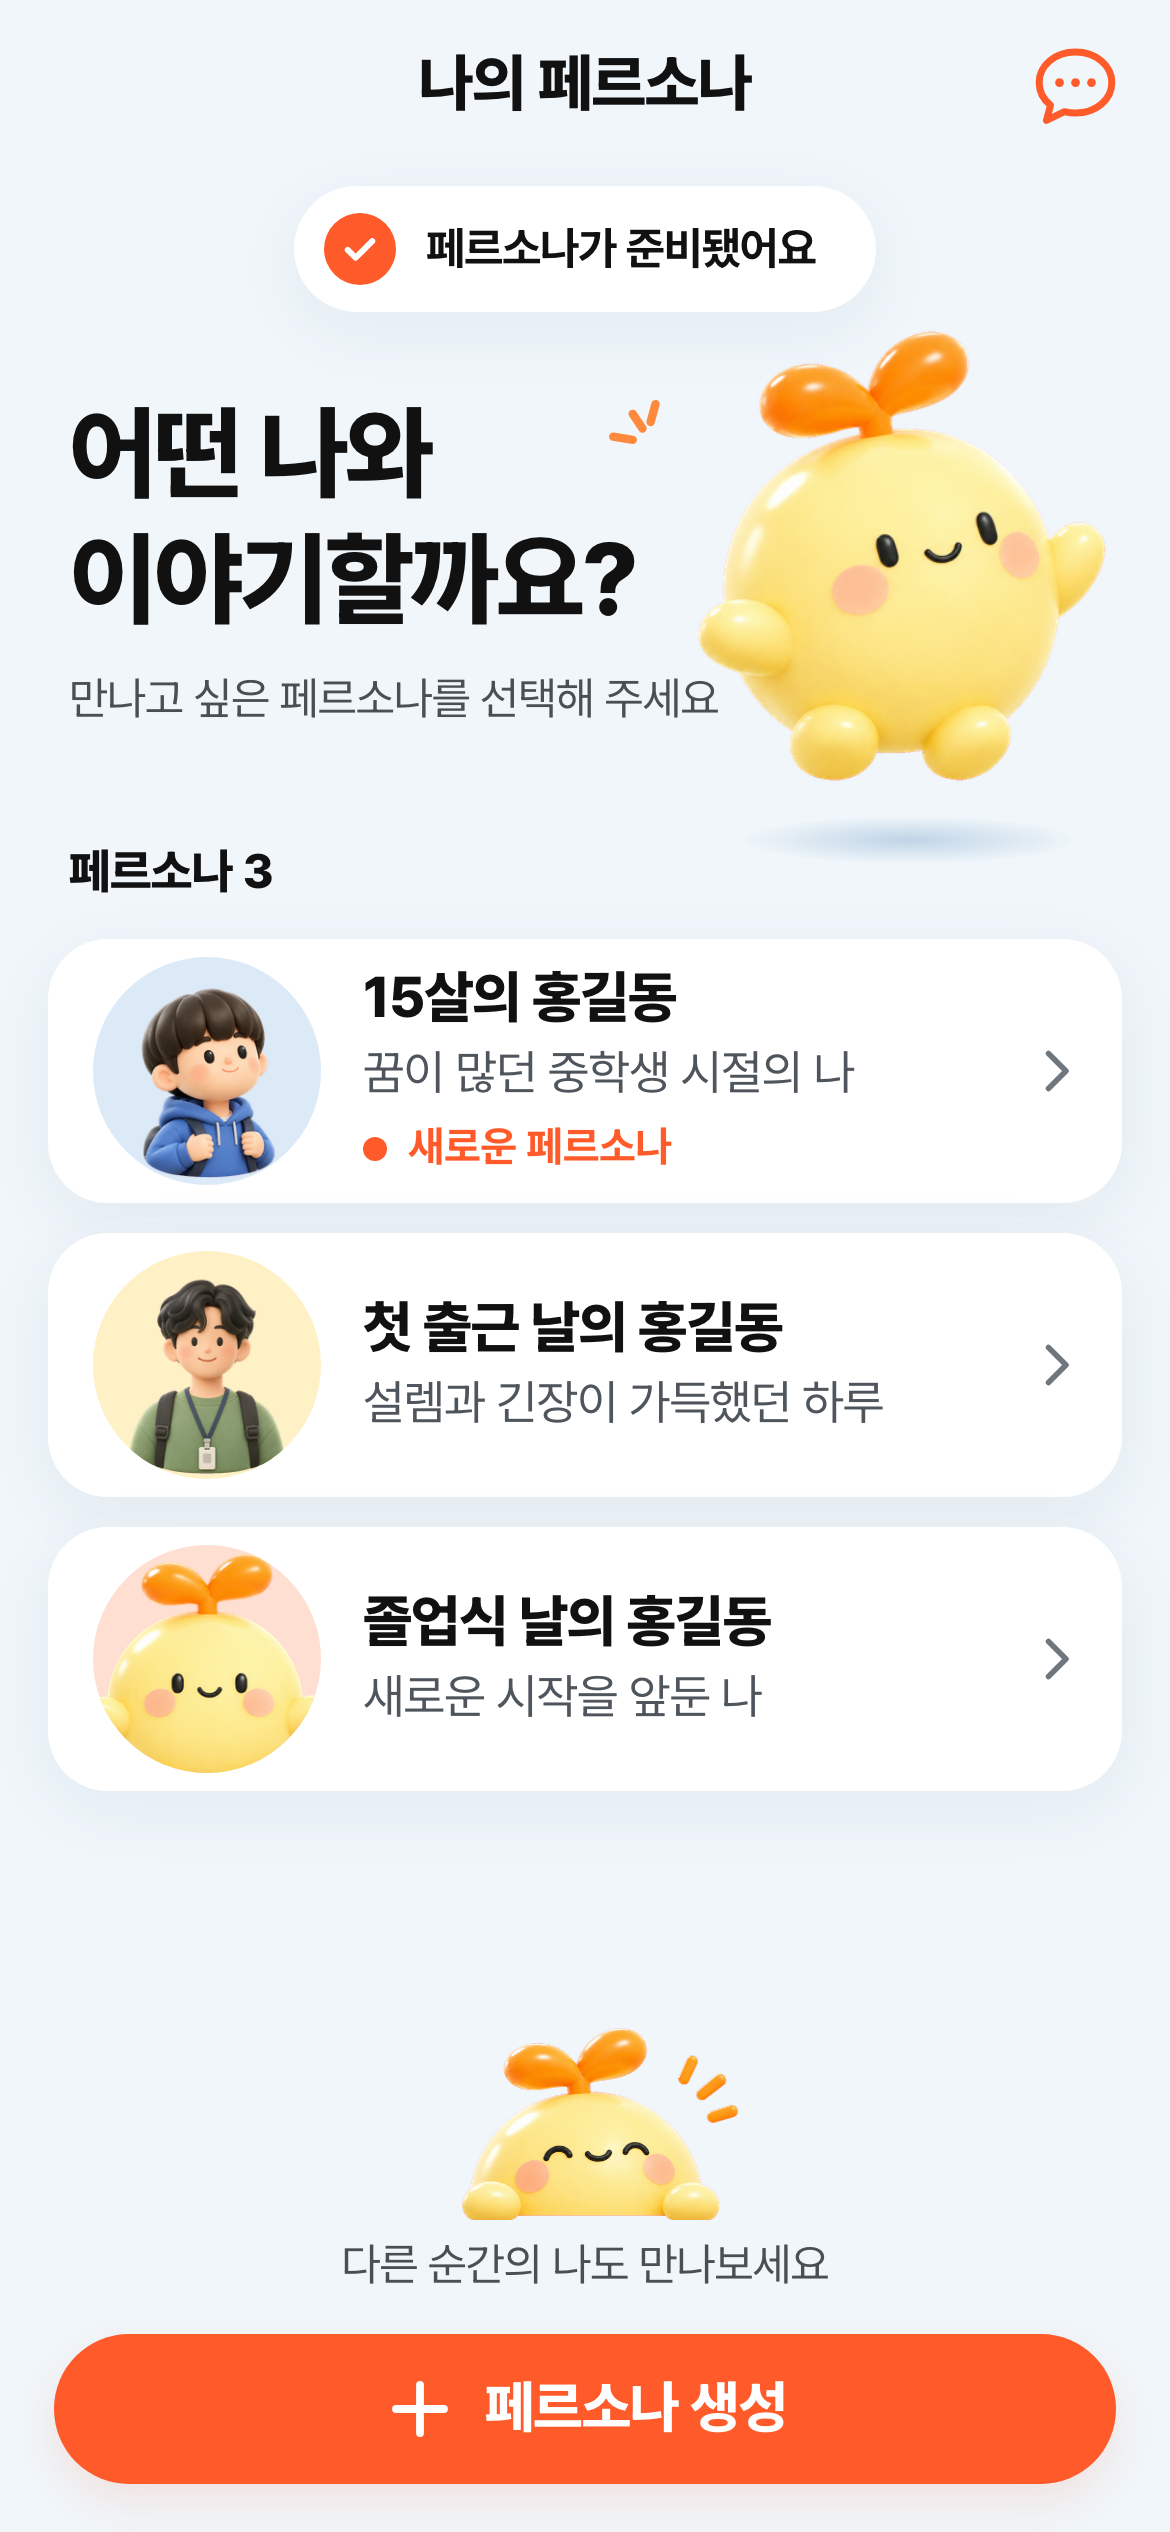 나의 페르소나
페르소나가 준비됐어요
어떤 나와
이야기할까요?
만나고 싶은 페르소나를 선택해 주세요
페르소나 3
15살의 홍길동
꿈이 많던 중학생 시절의 나
새로운 페르소나
첫 출근 날의 홍길동
설렘과 긴장이 가득했던 하루
졸업식 날의 홍길동
새로운 시작을 앞둔 나
다른 순간의 나도 만나보세요
페르소나 생성